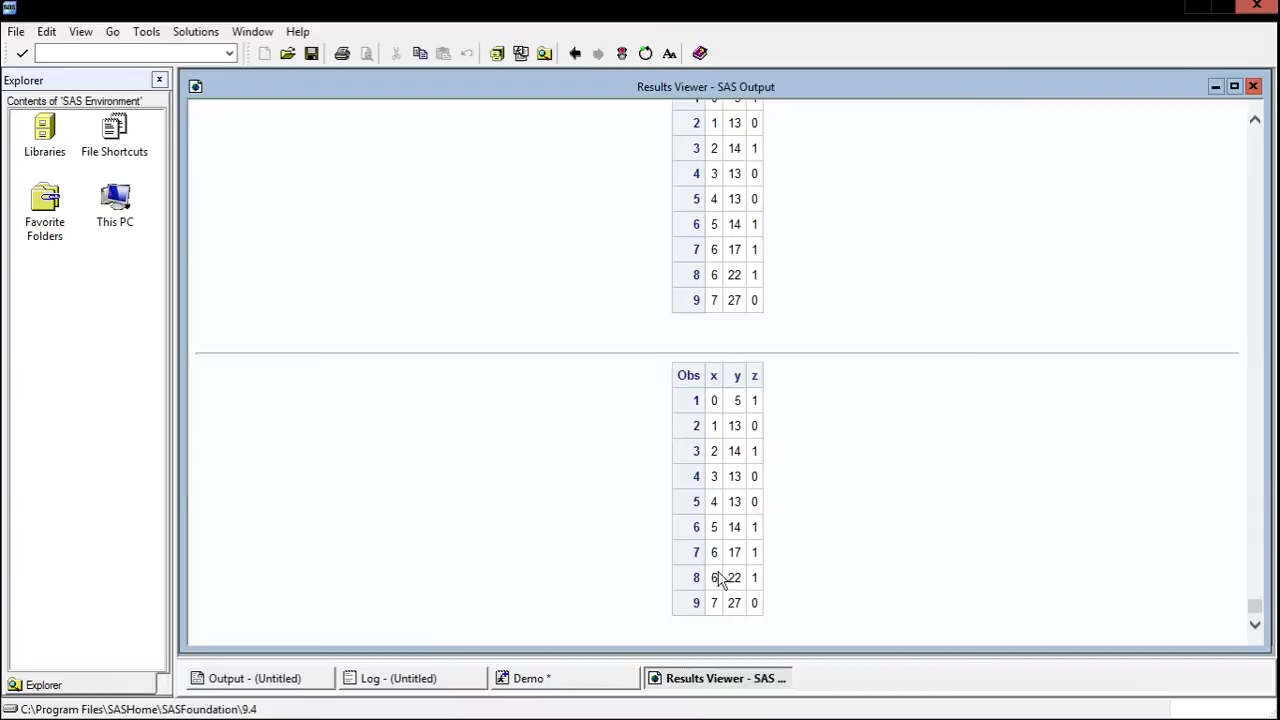 sas
File Edit View Go Tools Solutions Window Help
Explorer
Contents of 'SAS Environment'
Libraries
File Shortcuts
Favorite
Folders
This PC
Results Viewer - SAS Output
2 1 13 0
3 2 14 1
4 3 13 0
5 4 13 0
6 5 14 1
7 6 17 1
8 6 22 1
9 7 27 0
Obs x y z
1 0 5 1
2 1 13 0
3 2 14 1
4 3 13 0
5 4 13 0
6 5 14 1
7 6 17 1
8 6 22 1
9 7 27 0
Explorer
Output - (Untitled)
Log - (Untitled)
Demo *
Results Viewer - SAS ...
C:\Program Files\SASHome\SASFoundation\9.4